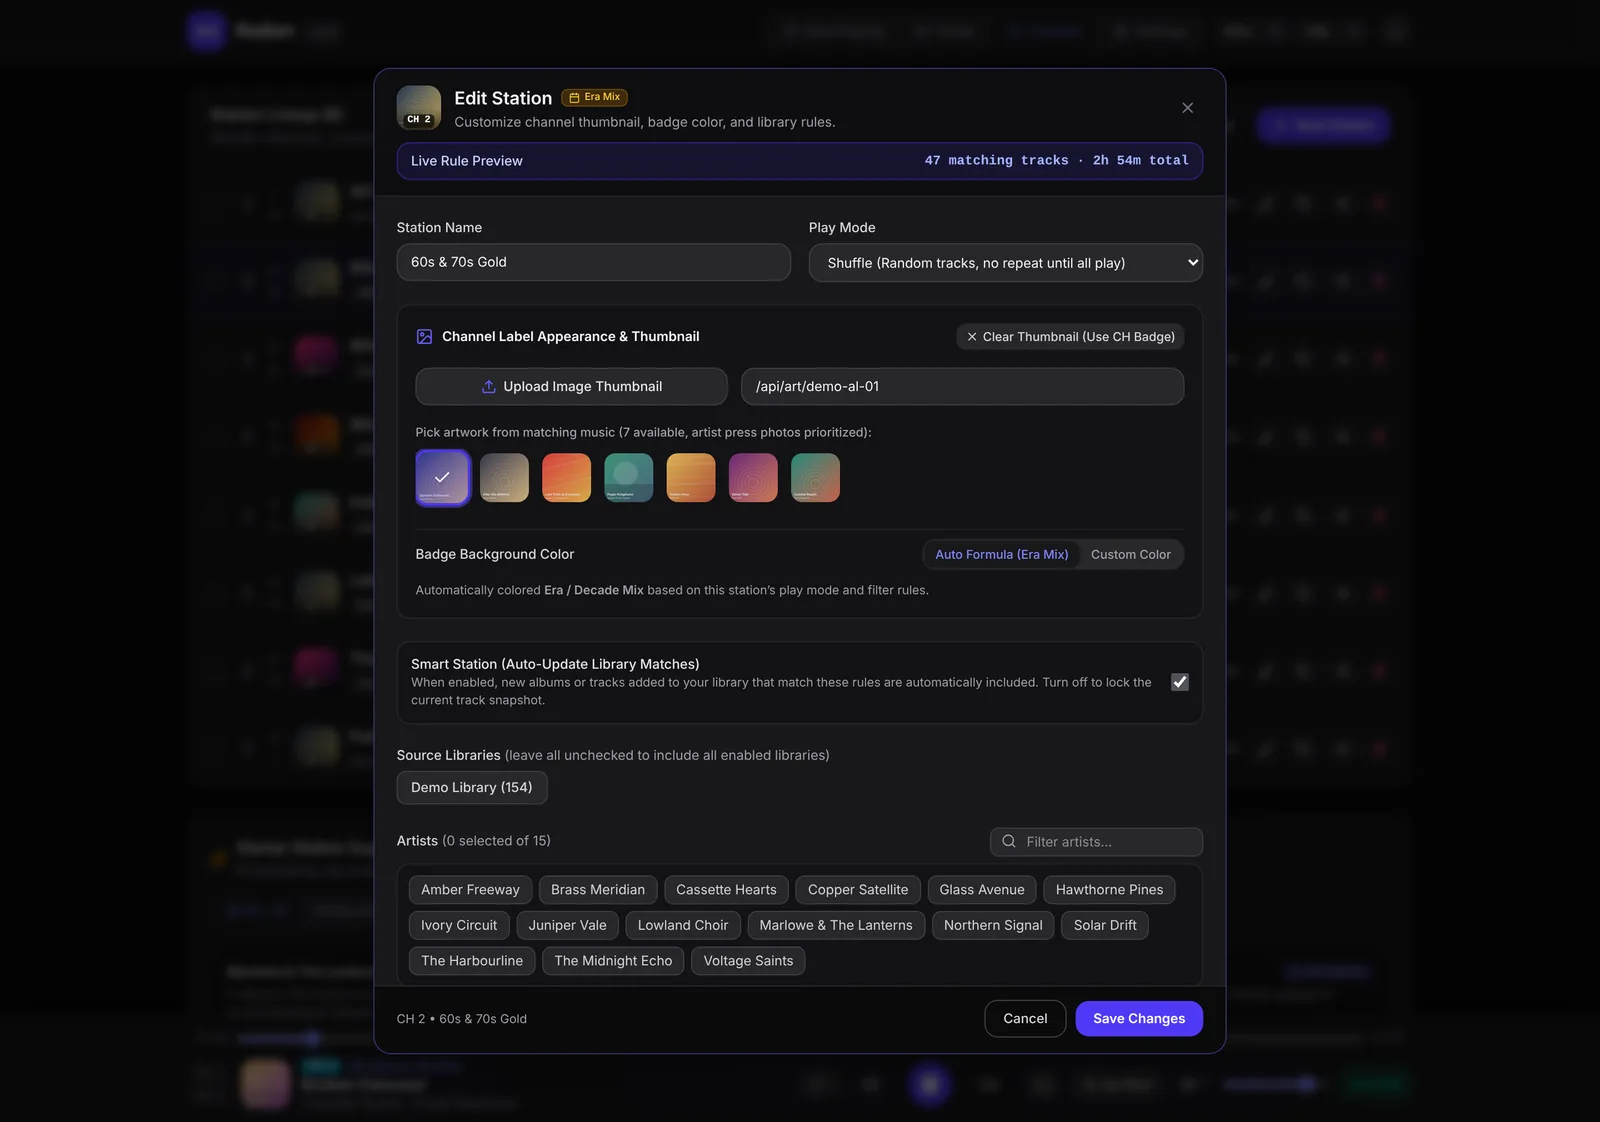 Edit Station
Era Mix
CH 2
Customize channel thumbnail, badge color, and library rules.
Live Rule Preview
47 matching tracks · 2h 54m total
Station Name
Play Mode
60s & 70s Gold
Shuffle (Random tracks, no repeat until all play)
Channel Label Appearance & Thumbnail
Clear Thumbnail (Use CH Badge)
Upload Image Thumbnail
/api/art/demo-al-01
Pick artwork from matching music (7 available, artist press photos prioritized):
Badge Background Color
Auto Formula (Era Mix)
Custom Color
Automatically colored Era / Decade Mix based on this station's play mode and filter rules.
Smart Station (Auto-Update Library Matches)
When enabled, new albums or tracks added to your library that match these rules are automatically included. Turn off to lock the
current track snapshot.
Source Libraries (leave all unchecked to include all enabled libraries)
Demo Library (154)
Artists (0 selected of 15)
Filter artists...
Amber Freeway
Brass Meridian
Cassette Hearts
Copper Satellite
Glass Avenue
Hawthorne Pines
Ivory Circuit
Juniper Vale
Lowland Choir
Marlowe & The Lanterns
Northern Signal
Solar Drift
The Harbourline
The Midnight Echo
Voltage Saints
CH 2 • 60s & 70s Gold
Cancel
Save Changes